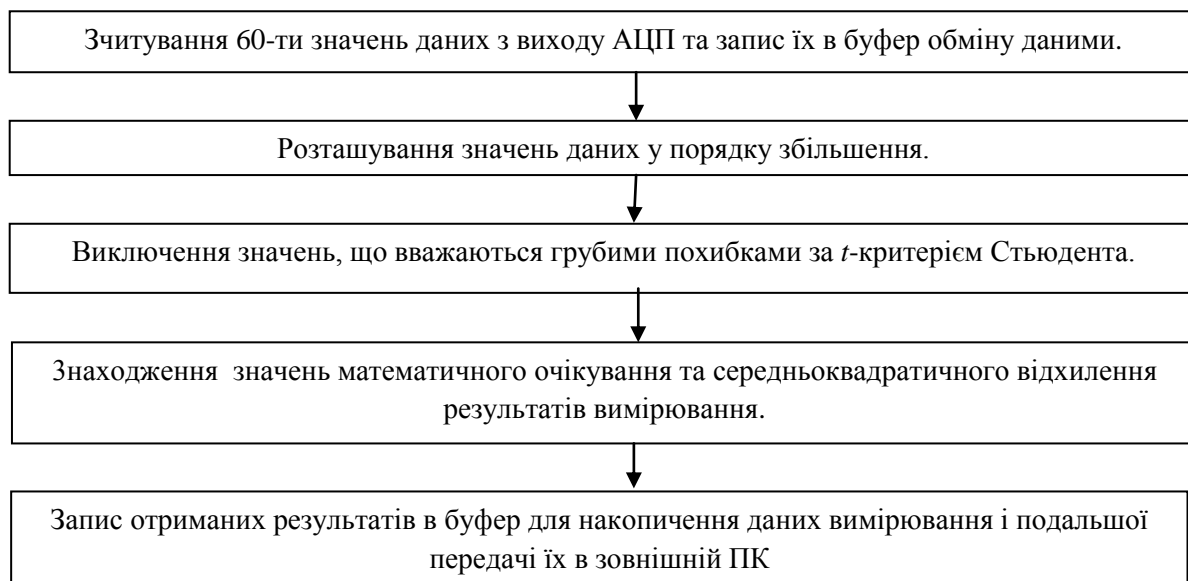 Зчитування 60-ти значень даних з виходу АЦП та запис їх в буфер обміну даними.
Розташування значень даних у порядку збільшення.
Виключення значень, що вважаються грубими похибками за t-критерієм Стьюдента.
Знаходження значень математичного очікування та середньоквадратичного відхилення
результатів вимірювання.
Запис отриманих результатів в буфер для накопичення даних вимірювання і подальшої
передачі їх в зовнішній ПК